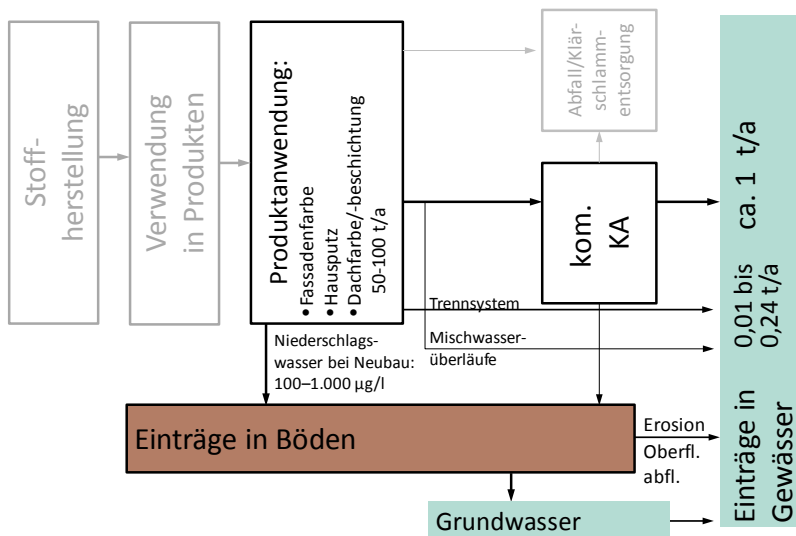 Stoff-
herstellung
Verwendung
in Produkten
Produktanwendung:
• Fassadenfarbe
• Hausputz
• Dachfarbe/-beschichtung
50-100 t/a
Abfall/Klär-
schlamm-
entsorgung
kom.
KA
ca. 1 t/a
Trennsystem
0,01 bis
0,24 t/a
Mischwasser-
überläufe
Niederschlags-
wasser bei Neubau:
100–1.000 µg/l
Einträge in Böden
Erosion
Oberfl.
abfl.
Einträge in
Gewässer
Grundwasser